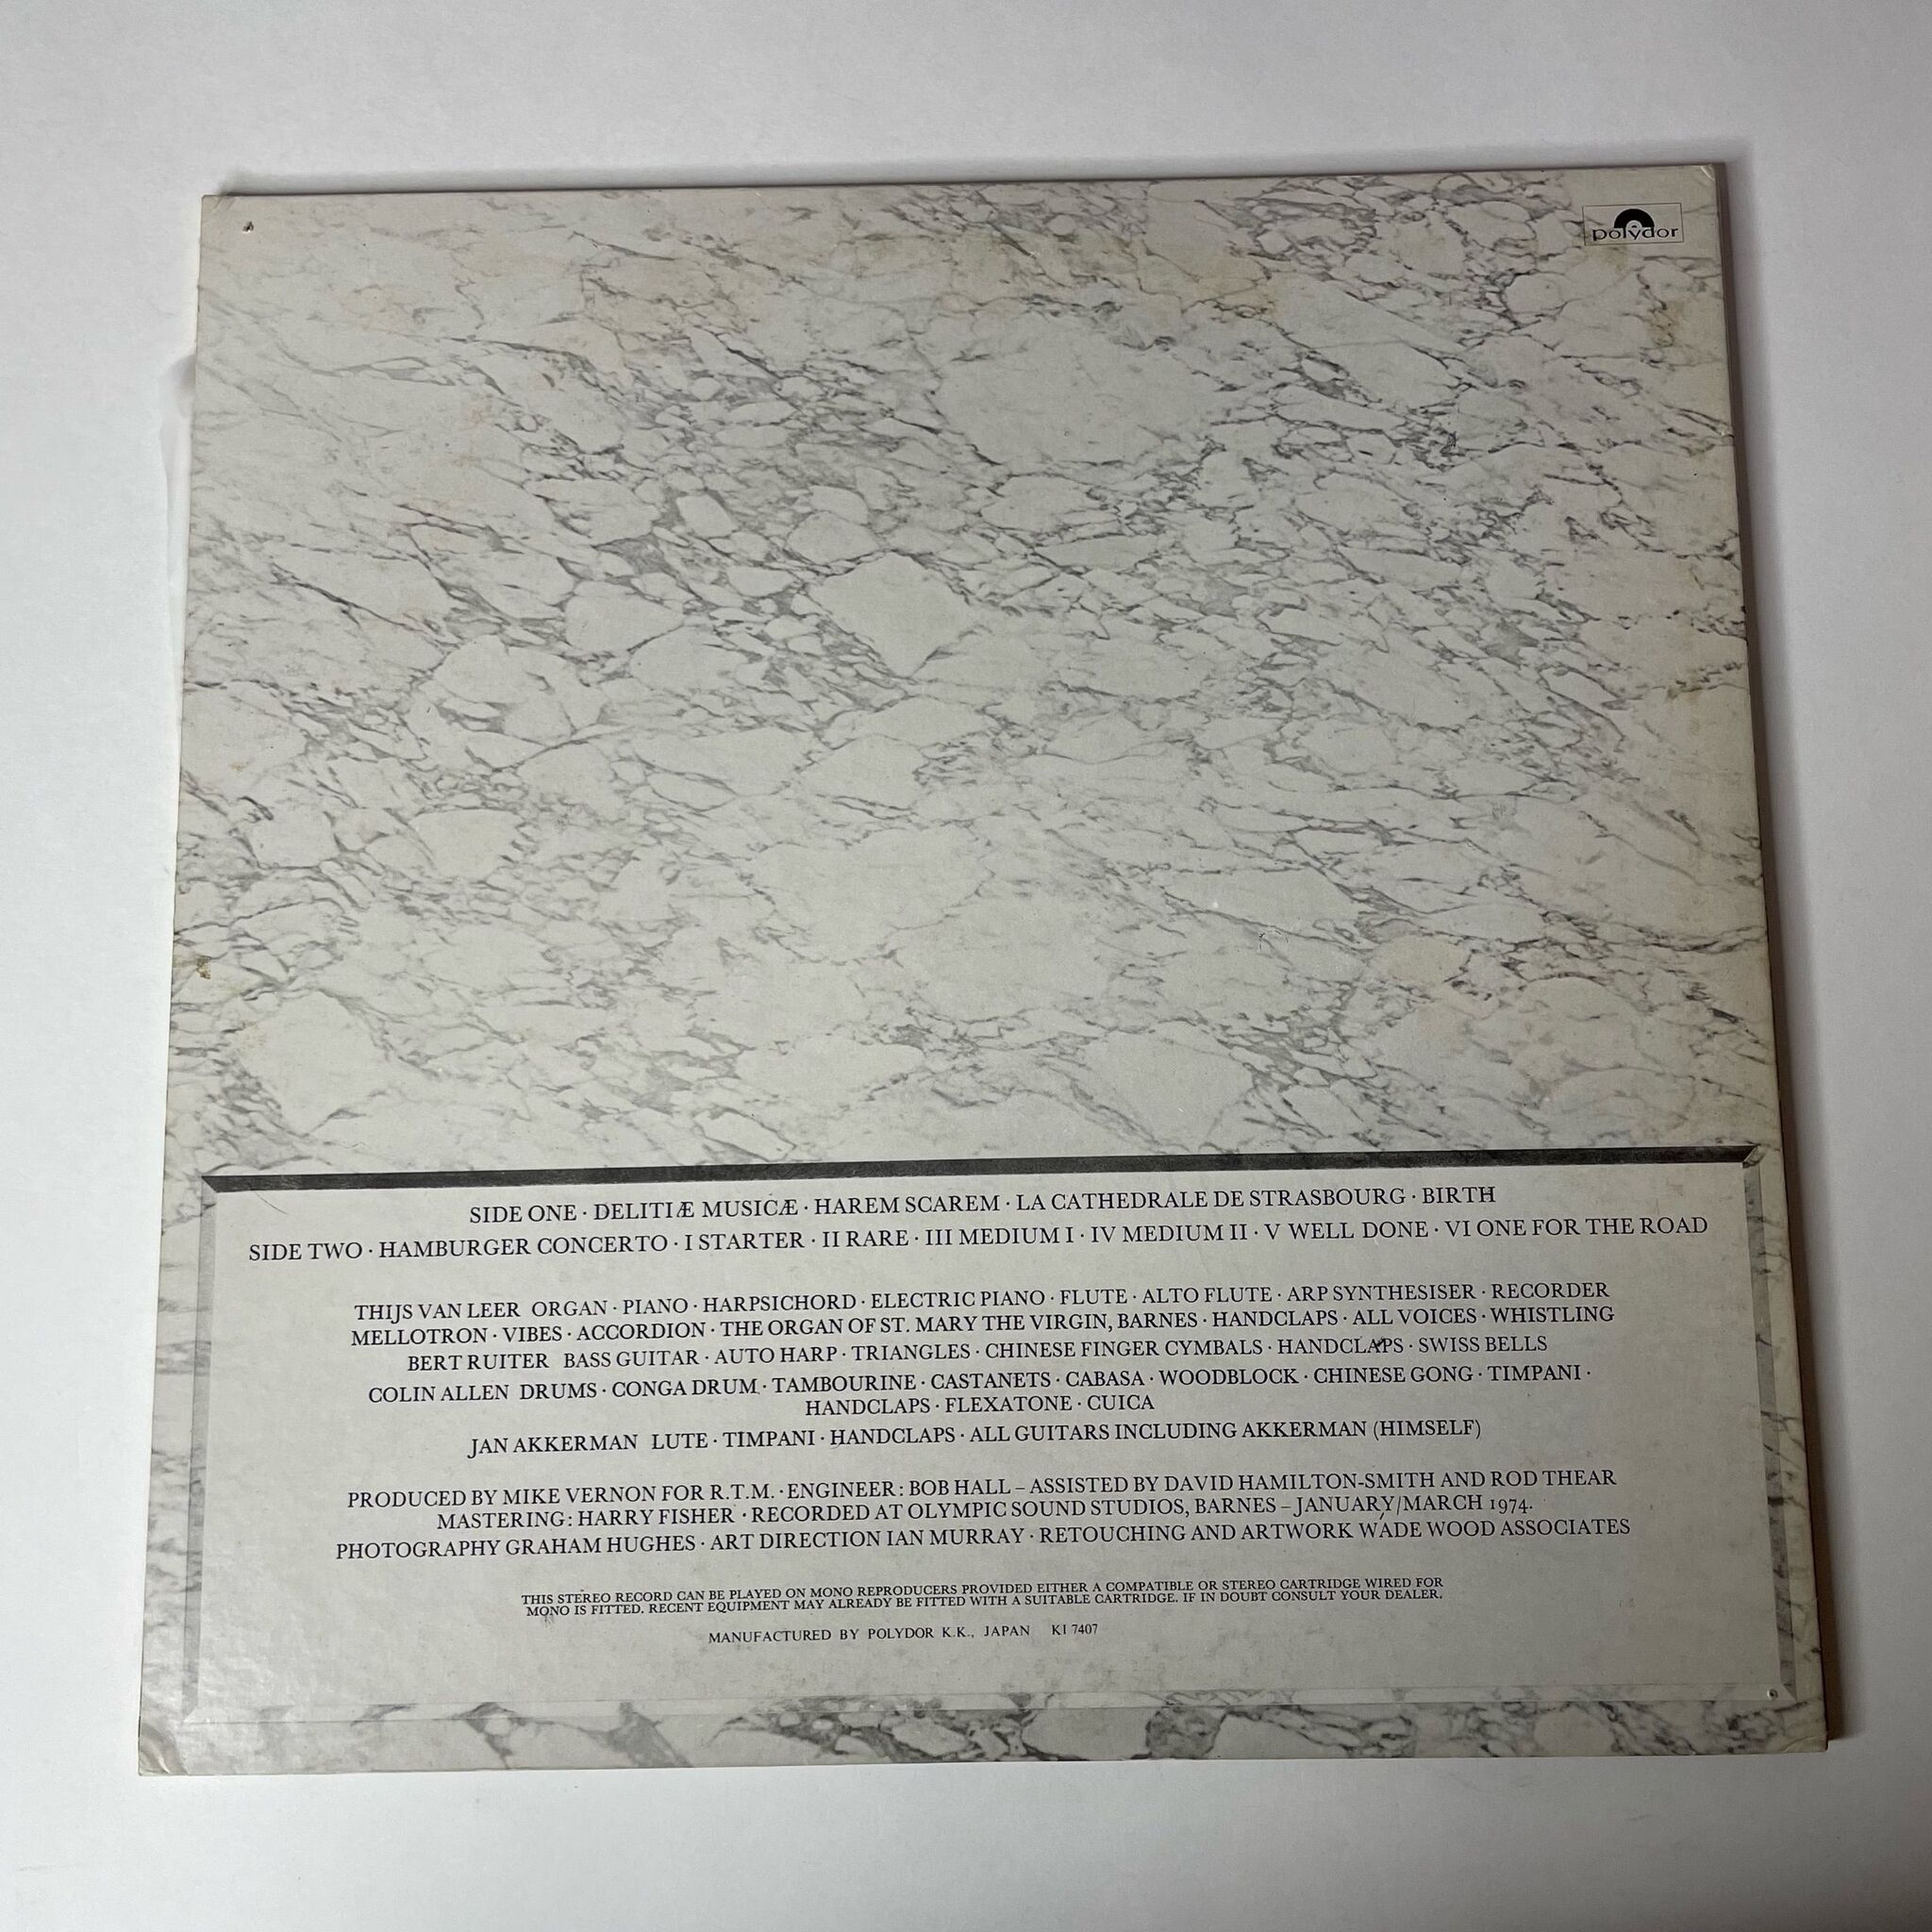 polydor
SIDE ONE · DELITIÆ MUSICÆ · HAREM SCAREM · LA CATHEDRALE DE STRASBOURG · BIRTH
SIDE TWO · HAMBURGER CONCERTO · I STARTER · II RARE · III MEDIUM I · IV MEDIUM II · V WELL DONE · VI ONE FOR THE ROAD
THIJS VAN LEER ORGAN · PIANO · HARPSICHORD · ELECTRIC PIANO · FLUTE · ALTO FLUTE · ARP SYNTHESISER · RECORDER
MELLOTRON · VIBES · ACCORDION · THE ORGAN OF ST. MARY THE VIRGIN, BARNES · HANDCLAPS · ALL VOICES · WHISTLING
BERT RUITER BASS GUITAR · AUTO HARP · TRIANGLES · CHINESE FINGER CYMBALS · HANDCLAPS · SWISS BELLS
COLIN ALLEN DRUMS · CONGA DRUM · TAMBOURINE · CASTANETS · CABASA · WOODBLOCK · CHINESE GONG · TIMPANI ·
HANDCLAPS · FLEXATONE · CUICA
JAN AKKERMAN LUTE · TIMPANI · HANDCLAPS · ALL GUITARS INCLUDING AKKERMAN (HIMSELF)
PRODUCED BY MIKE VERNON FOR R.T.M. · ENGINEER: BOB HALL – ASSISTED BY DAVID HAMILTON-SMITH AND ROD THEAR
MASTERING: HARRY FISHER · RECORDED AT OLYMPIC SOUND STUDIOS, BARNES – JANUARY/MARCH 1974.
PHOTOGRAPHY GRAHAM HUGHES · ART DIRECTION IAN MURRAY · RETOUCHING AND ARTWORK WADE WOOD ASSOCIATES
THIS STEREO RECORD CAN BE PLAYED ON MONO REPRODUCERS PROVIDED EITHER A COMPATIBLE OR STEREO CARTRIDGE WIRED FOR
MONO IS FITTED. RECENT EQUIPMENT MAY ALREADY BE FITTED WITH A SUITABLE CARTRIDGE. IF IN DOUBT CONSULT YOUR DEALER.
MANUFACTURED BY POLYDOR K.K., JAPAN KI 7407